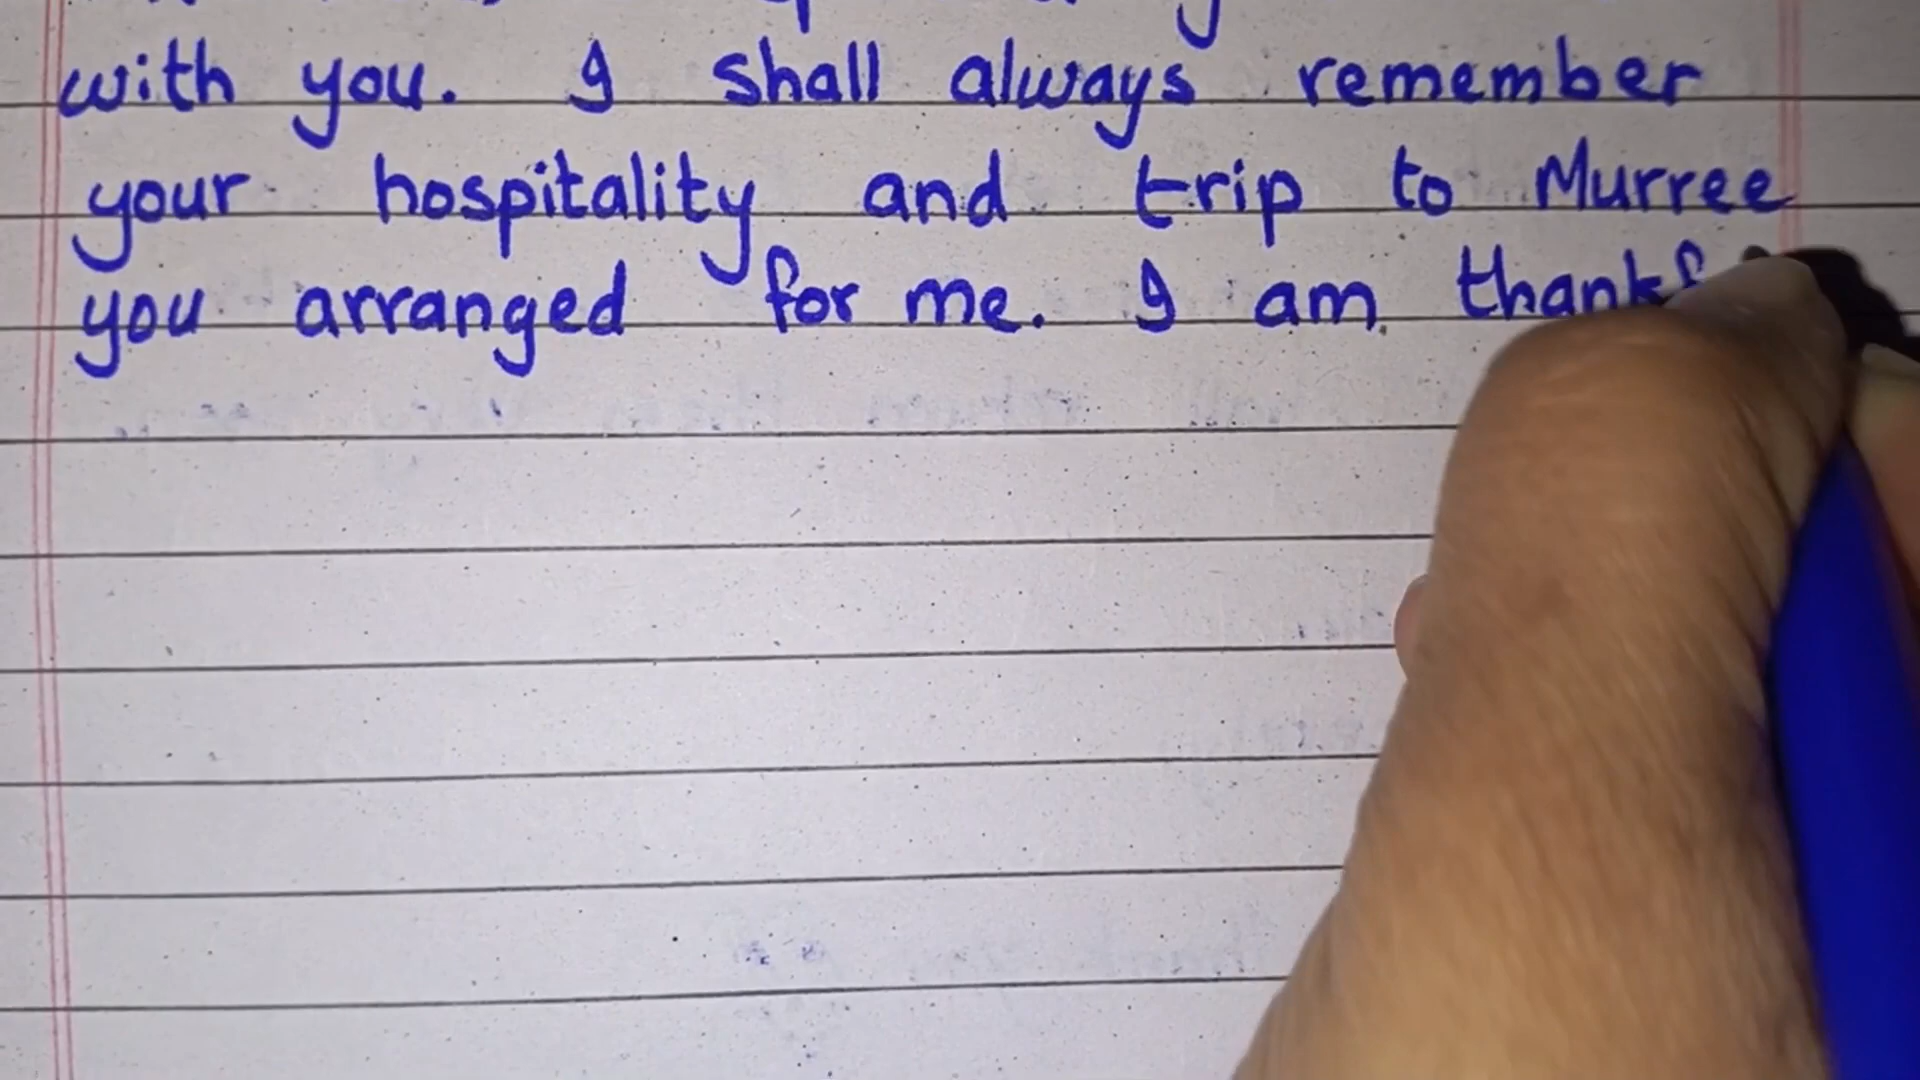 with you. I shall always remember
your hospitality and trip to Murree
you arranged for me. I am